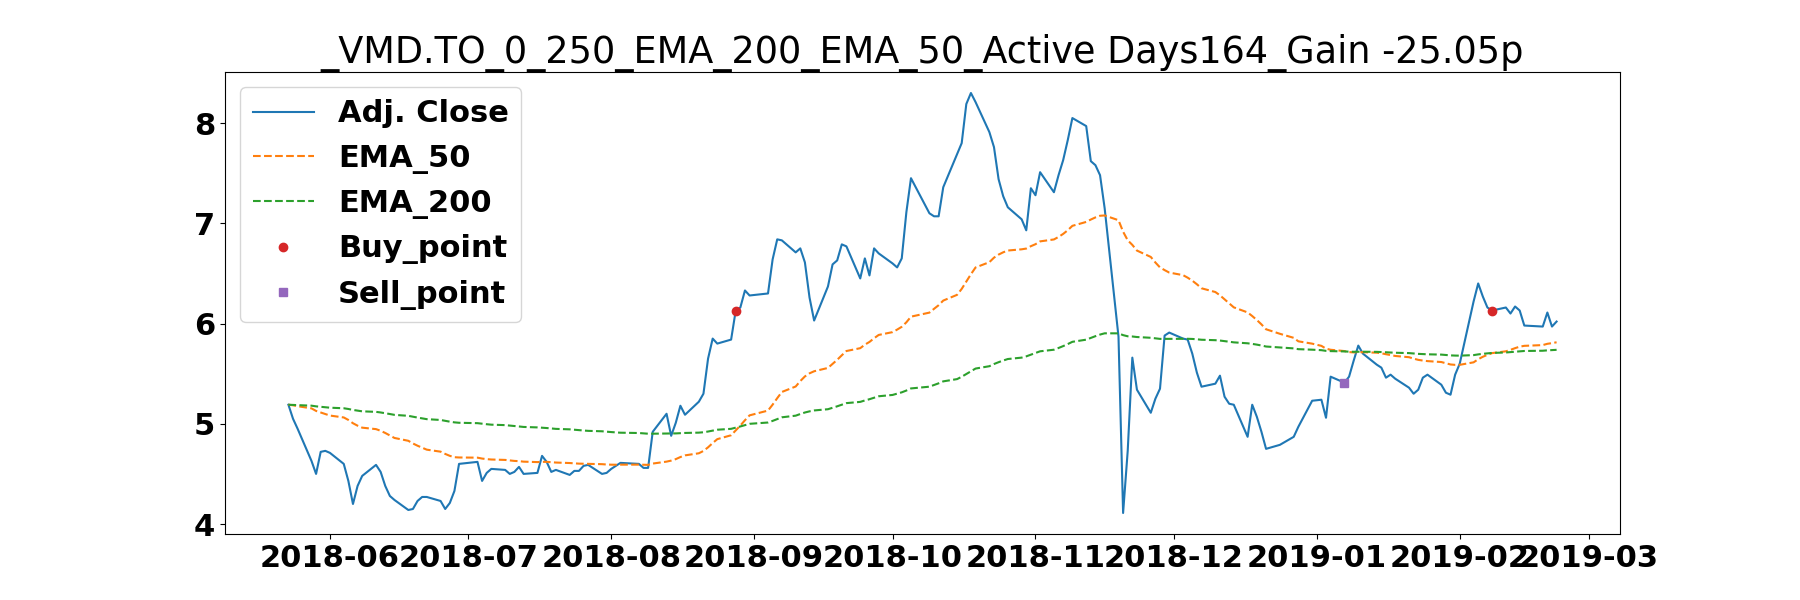 _VMD.TO_0_250_EMA_200_EMA_50_Active Days164_Gain -25.05p
Adj. Close
EMA_50
EMA_200
Buy_point
Sell_point
8
7
6
5
4
2018-06 2018-07 2018-08 2018-09 2018-10 2018-11 2018-12 2019-01 2019-02 2019-03